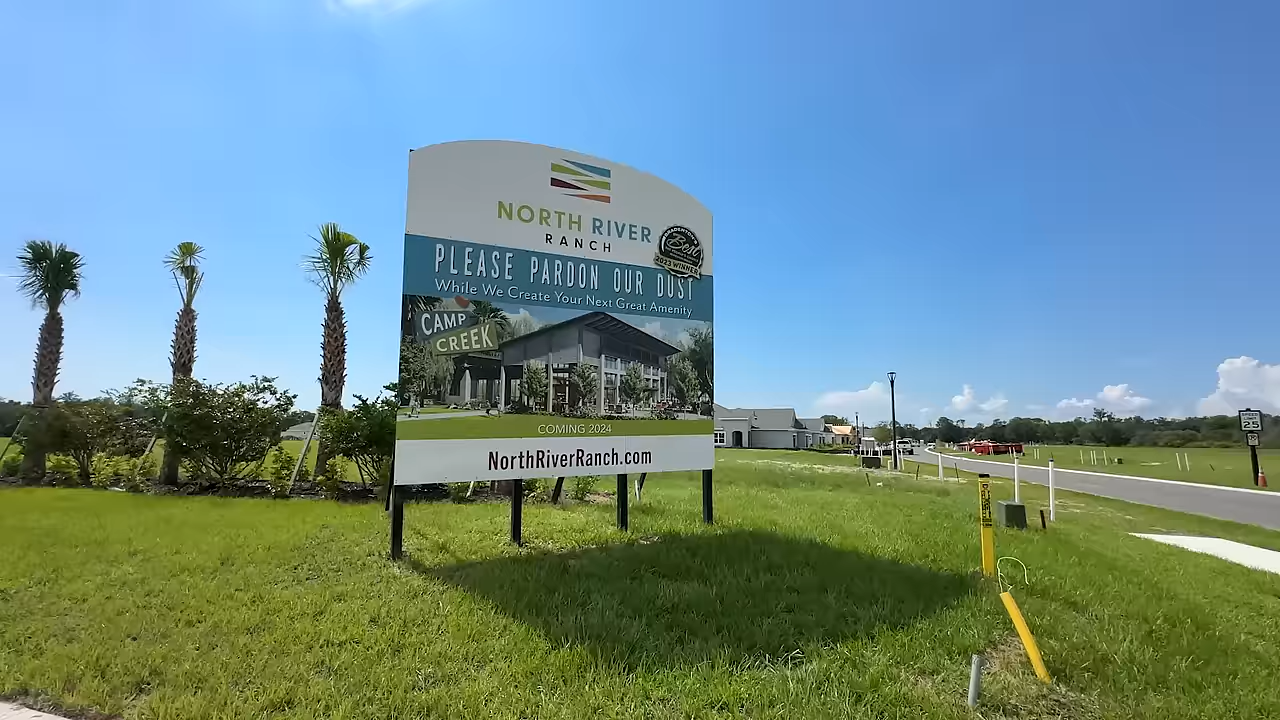 NORTH RIVER
RANCH
BRADENTON'S
Best
2023 WINNER
PLEASE PARDON OUR DUST
While We Create Your Next Great Amenity
CAMP
CREEK
COMING 2024
NorthRiverRanch.com
25